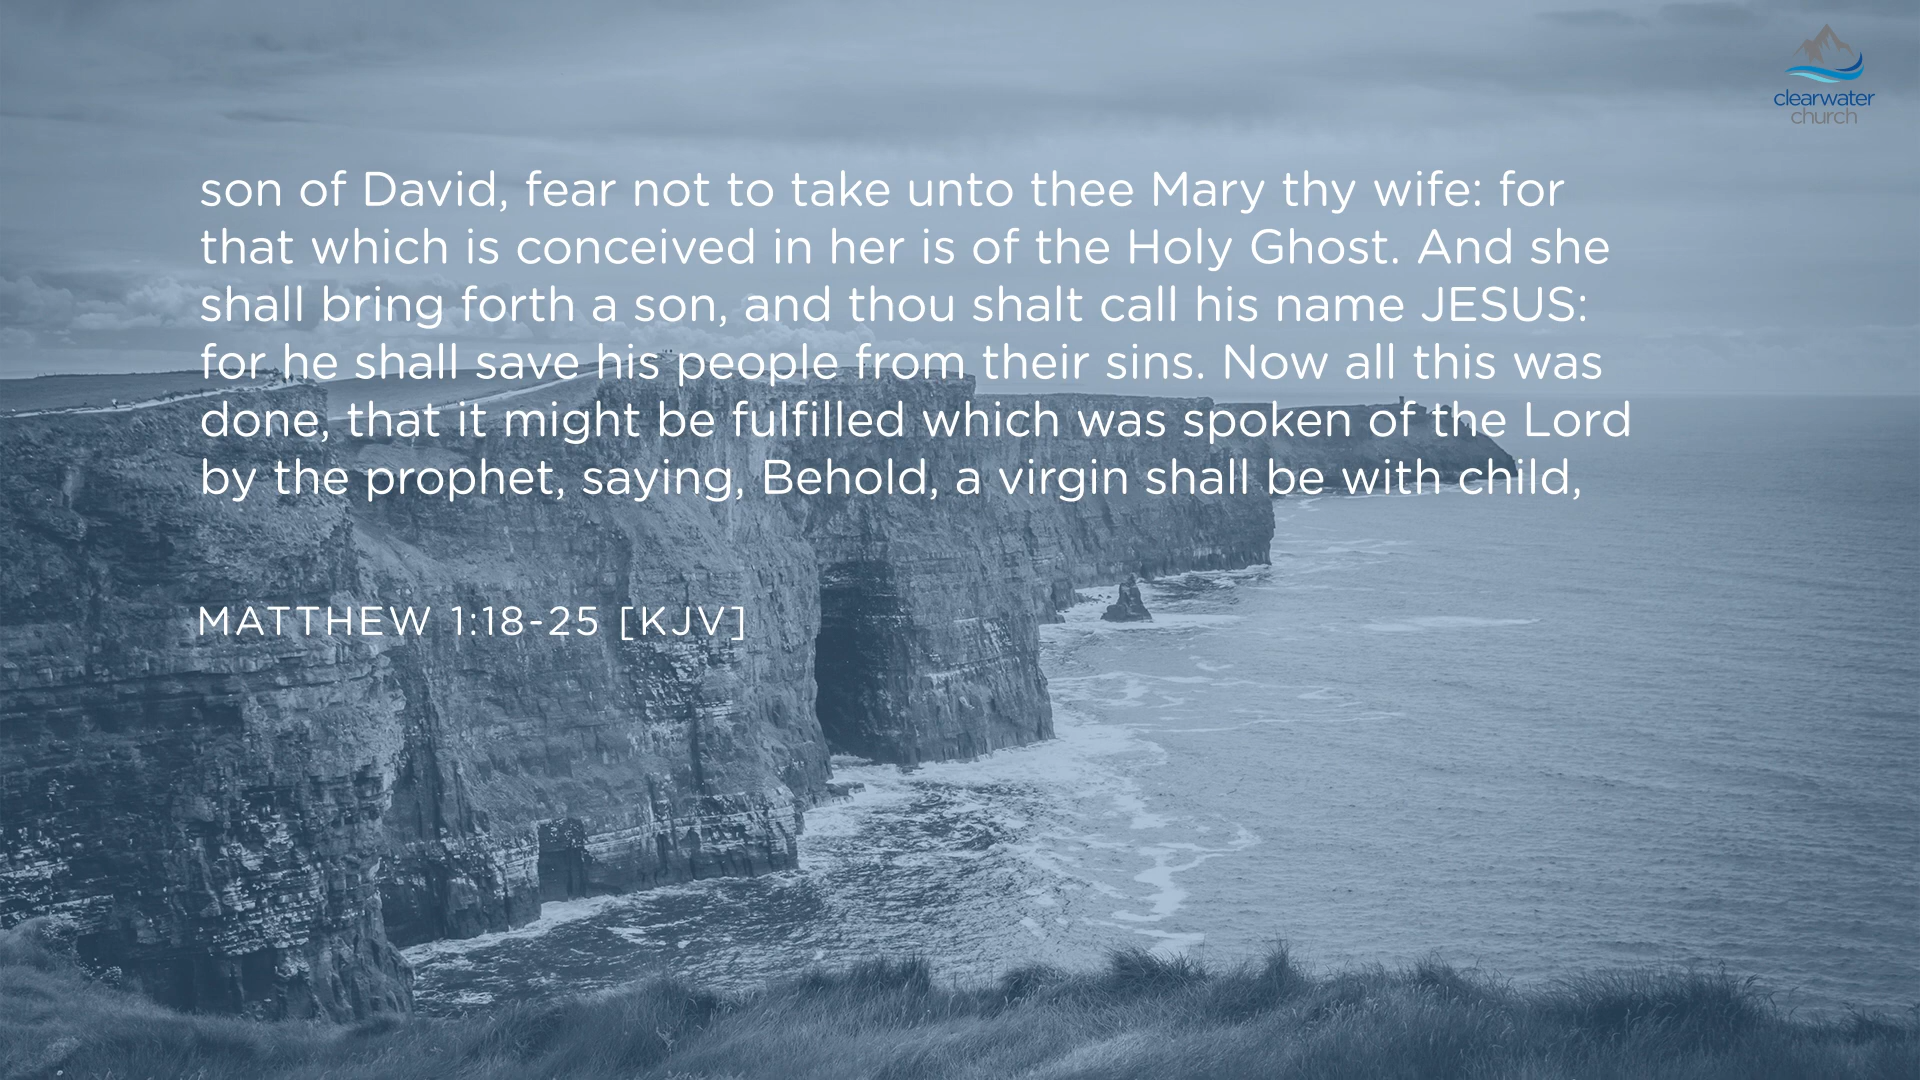 clearwater
church
son of David, fear not to take unto thee Mary thy wife: for
that which is conceived in her is of the Holy Ghost. And she
shall bring forth a son, and thou shalt call his name JESUS:
for he shall save his people from their sins. Now all this was
done, that it might be fulfilled which was spoken of the Lord
by the prophet, saying, Behold, a virgin shall be with child,
MATTHEW 1:18-25 [KJV]